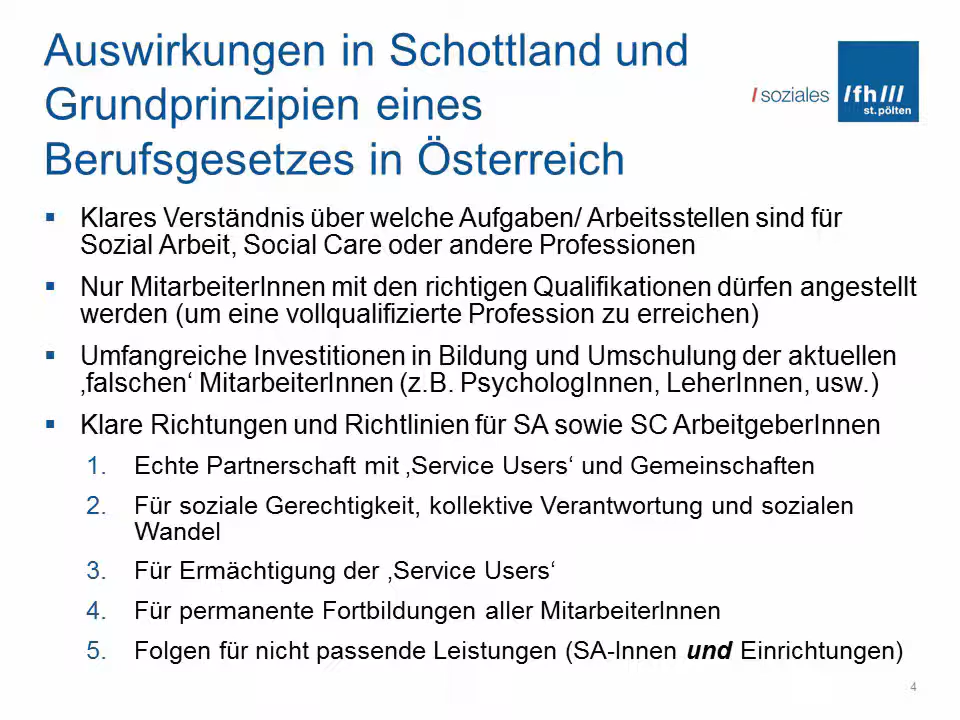 Auswirkungen in Schottland und
Grundprinzipien eines
Berufsgesetzes in Österreich
/ soziales
/fh///
st.pölten
▪ Klares Verständnis über welche Aufgaben/ Arbeitsstellen sind für
Sozial Arbeit, Social Care oder andere Professionen
▪ Nur MitarbeiterInnen mit den richtigen Qualifikationen dürfen angestellt
werden (um eine vollqualifizierte Profession zu erreichen)
▪ Umfangreiche Investitionen in Bildung und Umschulung der aktuellen
‚falschen‘ MitarbeiterInnen (z.B. PsychologInnen, LeherInnen, usw.)
▪ Klare Richtungen und Richtlinien für SA sowie SC ArbeitgeberInnen
1. Echte Partnerschaft mit ‚Service Users‘ und Gemeinschaften
2. Für soziale Gerechtigkeit, kollektive Verantwortung und sozialen
Wandel
3. Für Ermächtigung der ‚Service Users‘
4. Für permanente Fortbildungen aller MitarbeiterInnen
5. Folgen für nicht passende Leistungen (SA-Innen und Einrichtungen)
4